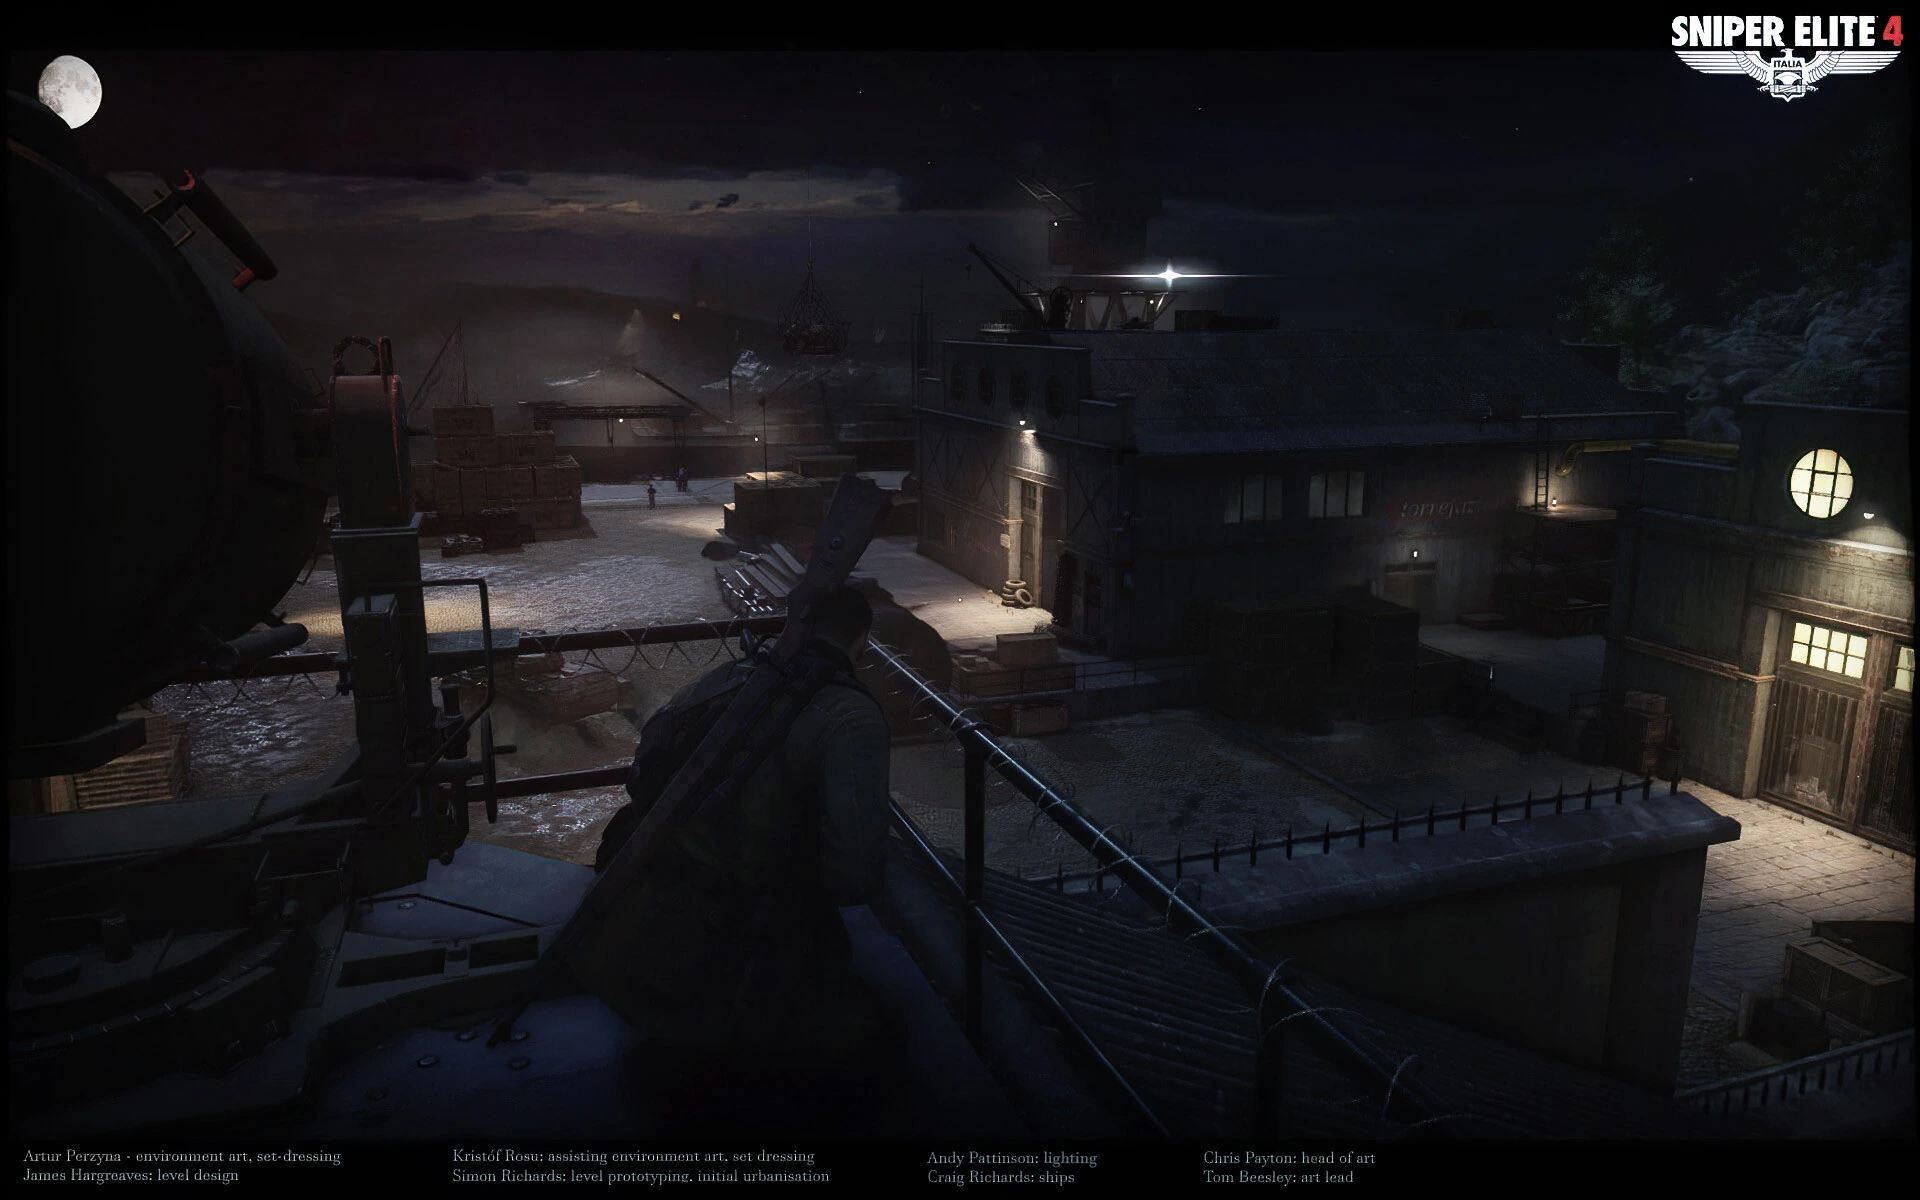 SNIPER ELITE 4
ITALIA
Artur Perzyna - environment art, set-dressing
James Hargreaves: level design
Kristóf Rosu: assisting environment art, set dressing
Simon Richards: level prototyping, initial urbanisation
Andy Pattinson: lighting
Craig Richards: ships
Chris Payton: head of art
Tom Beesley: art lead